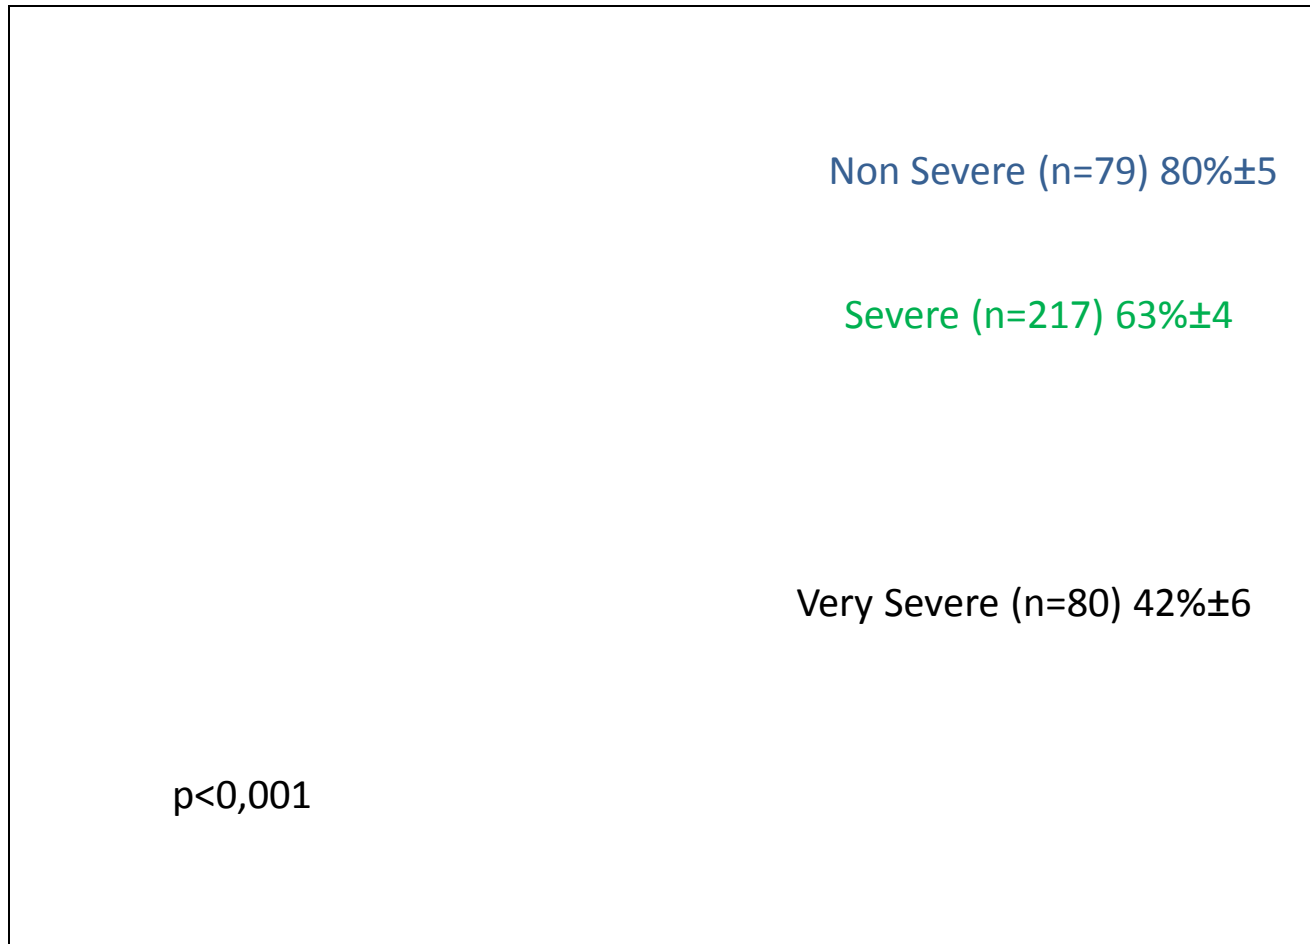 Non Severe (n=79) 80%±5
Severe (n=217) 63%±4
Very Severe (n=80) 42%±6
p<0,001